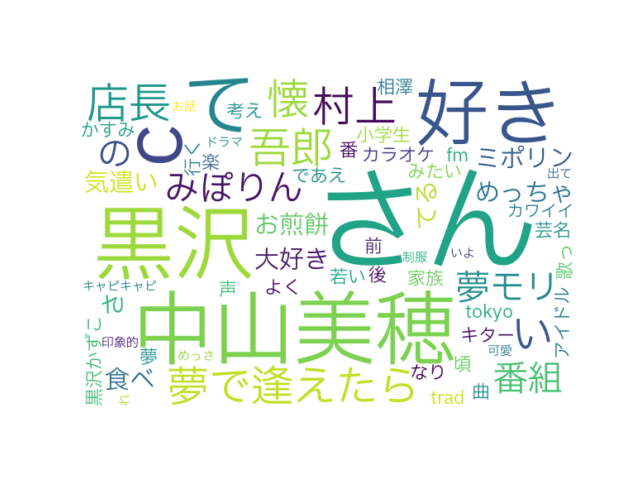 店長
て
懐
村上
相澤
好き
お話
考え
かすみ
の
C
行く
楽
ドラマ
吾郎
小学生
番
カラオケ
fm
ミポリン
出て
気遣い
みぽりん
であえ
みたい
てる
めっちゃ
カワイイ
黒沢
さん
お煎餅
大好き
前
芸名
歌っ
若い
後
制服
いよ
家族
夢モリ
キャピキャピ
さ
声
よく
中山美穂
tokyo
い
アイドル
黒沢かずこ
印象的
夢
めっさ
キター
可愛
食べ
れ
夢で逢えたら
なり
頃
番組
trad
曲